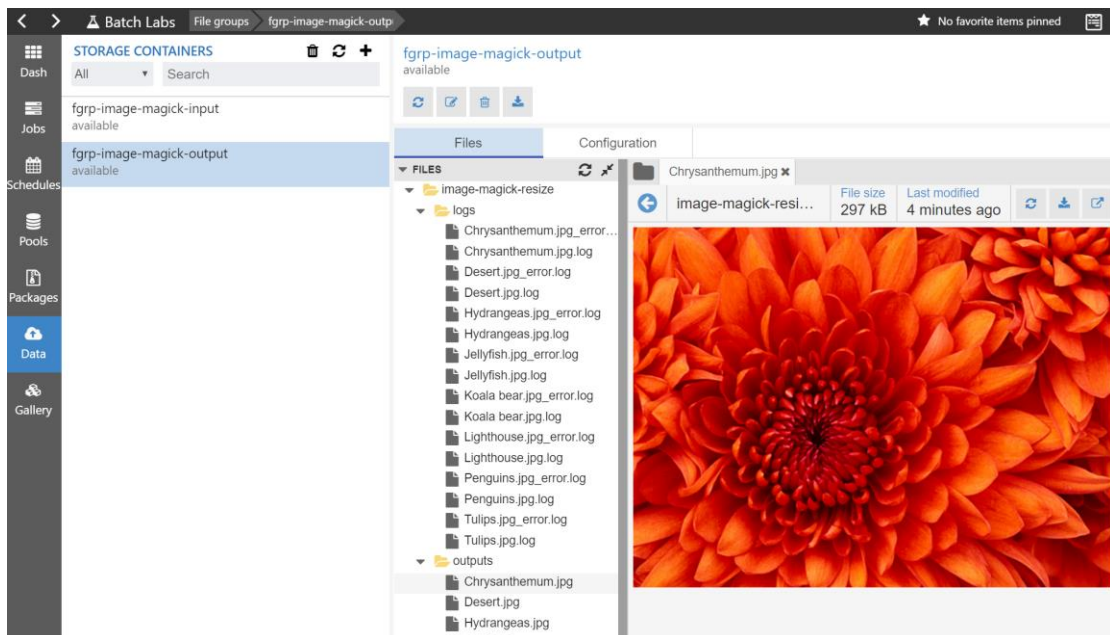 Batch Labs File groups fgrp-image-magick-outp
No favorite items pinned
Dash
Jobs
Schedules
Pools
Packages
Data
Gallery
STORAGE CONTAINERS
All Search
fgrp-image-magick-input
available
fgrp-image-magick-output
available
fgrp-image-magick-output
available
Files Configuration
FILES
image-magick-resize
logs
Chrysanthemum.jpg_error...
Chrysanthemum.jpg.log
Desert.jpg_error.log
Desert.jpg.log
Hydrangeas.jpg_error.log
Hydrangeas.jpg.log
Jellyfish.jpg_error.log
Jellyfish.jpg.log
Koala bear.jpg_error.log
Koala bear.jpg.log
Lighthouse.jpg_error.log
Lighthouse.jpg.log
Penguins.jpg_error.log
Penguins.jpg.log
Tulips.jpg_error.log
Tulips.jpg.log
outputs
Chrysanthemum.jpg
Desert.jpg
Hydrangeas.jpg
Chrysanthemum.jpg
image-magick-resi...
File size
297 kB
Last modified
4 minutes ago